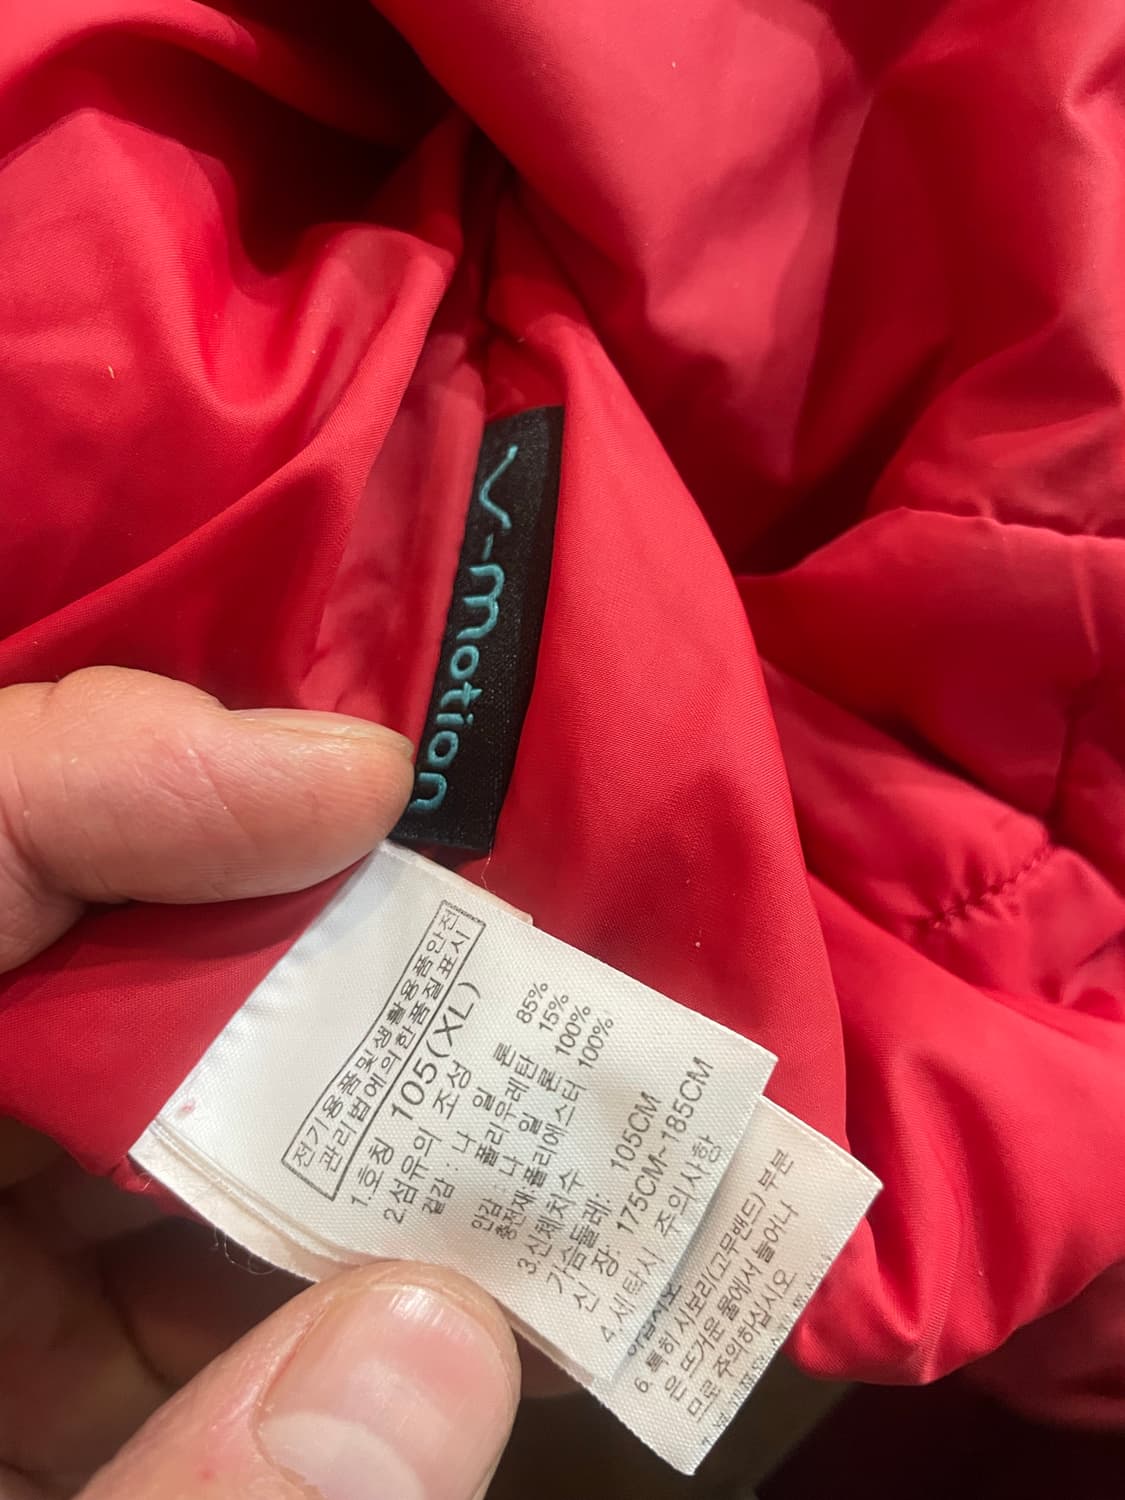 V-motion
전기용품및생활용품안전
관리법에의한품질표시
1.호칭 105(XL)
2.섬유의 조성
겉감 : 나 일 론 85%
폴리우레탄 15%
안감 : 나 일 론 100%
충전재:폴리에스터 100%
3.신체치수
가슴둘레: 105CM
신 장: 175CM~185CM
4.세탁시 주의사항
6.특히 시보리(고무밴드) 부분
은 뜨거운 물에서 늘어나
므로 주의하십시오